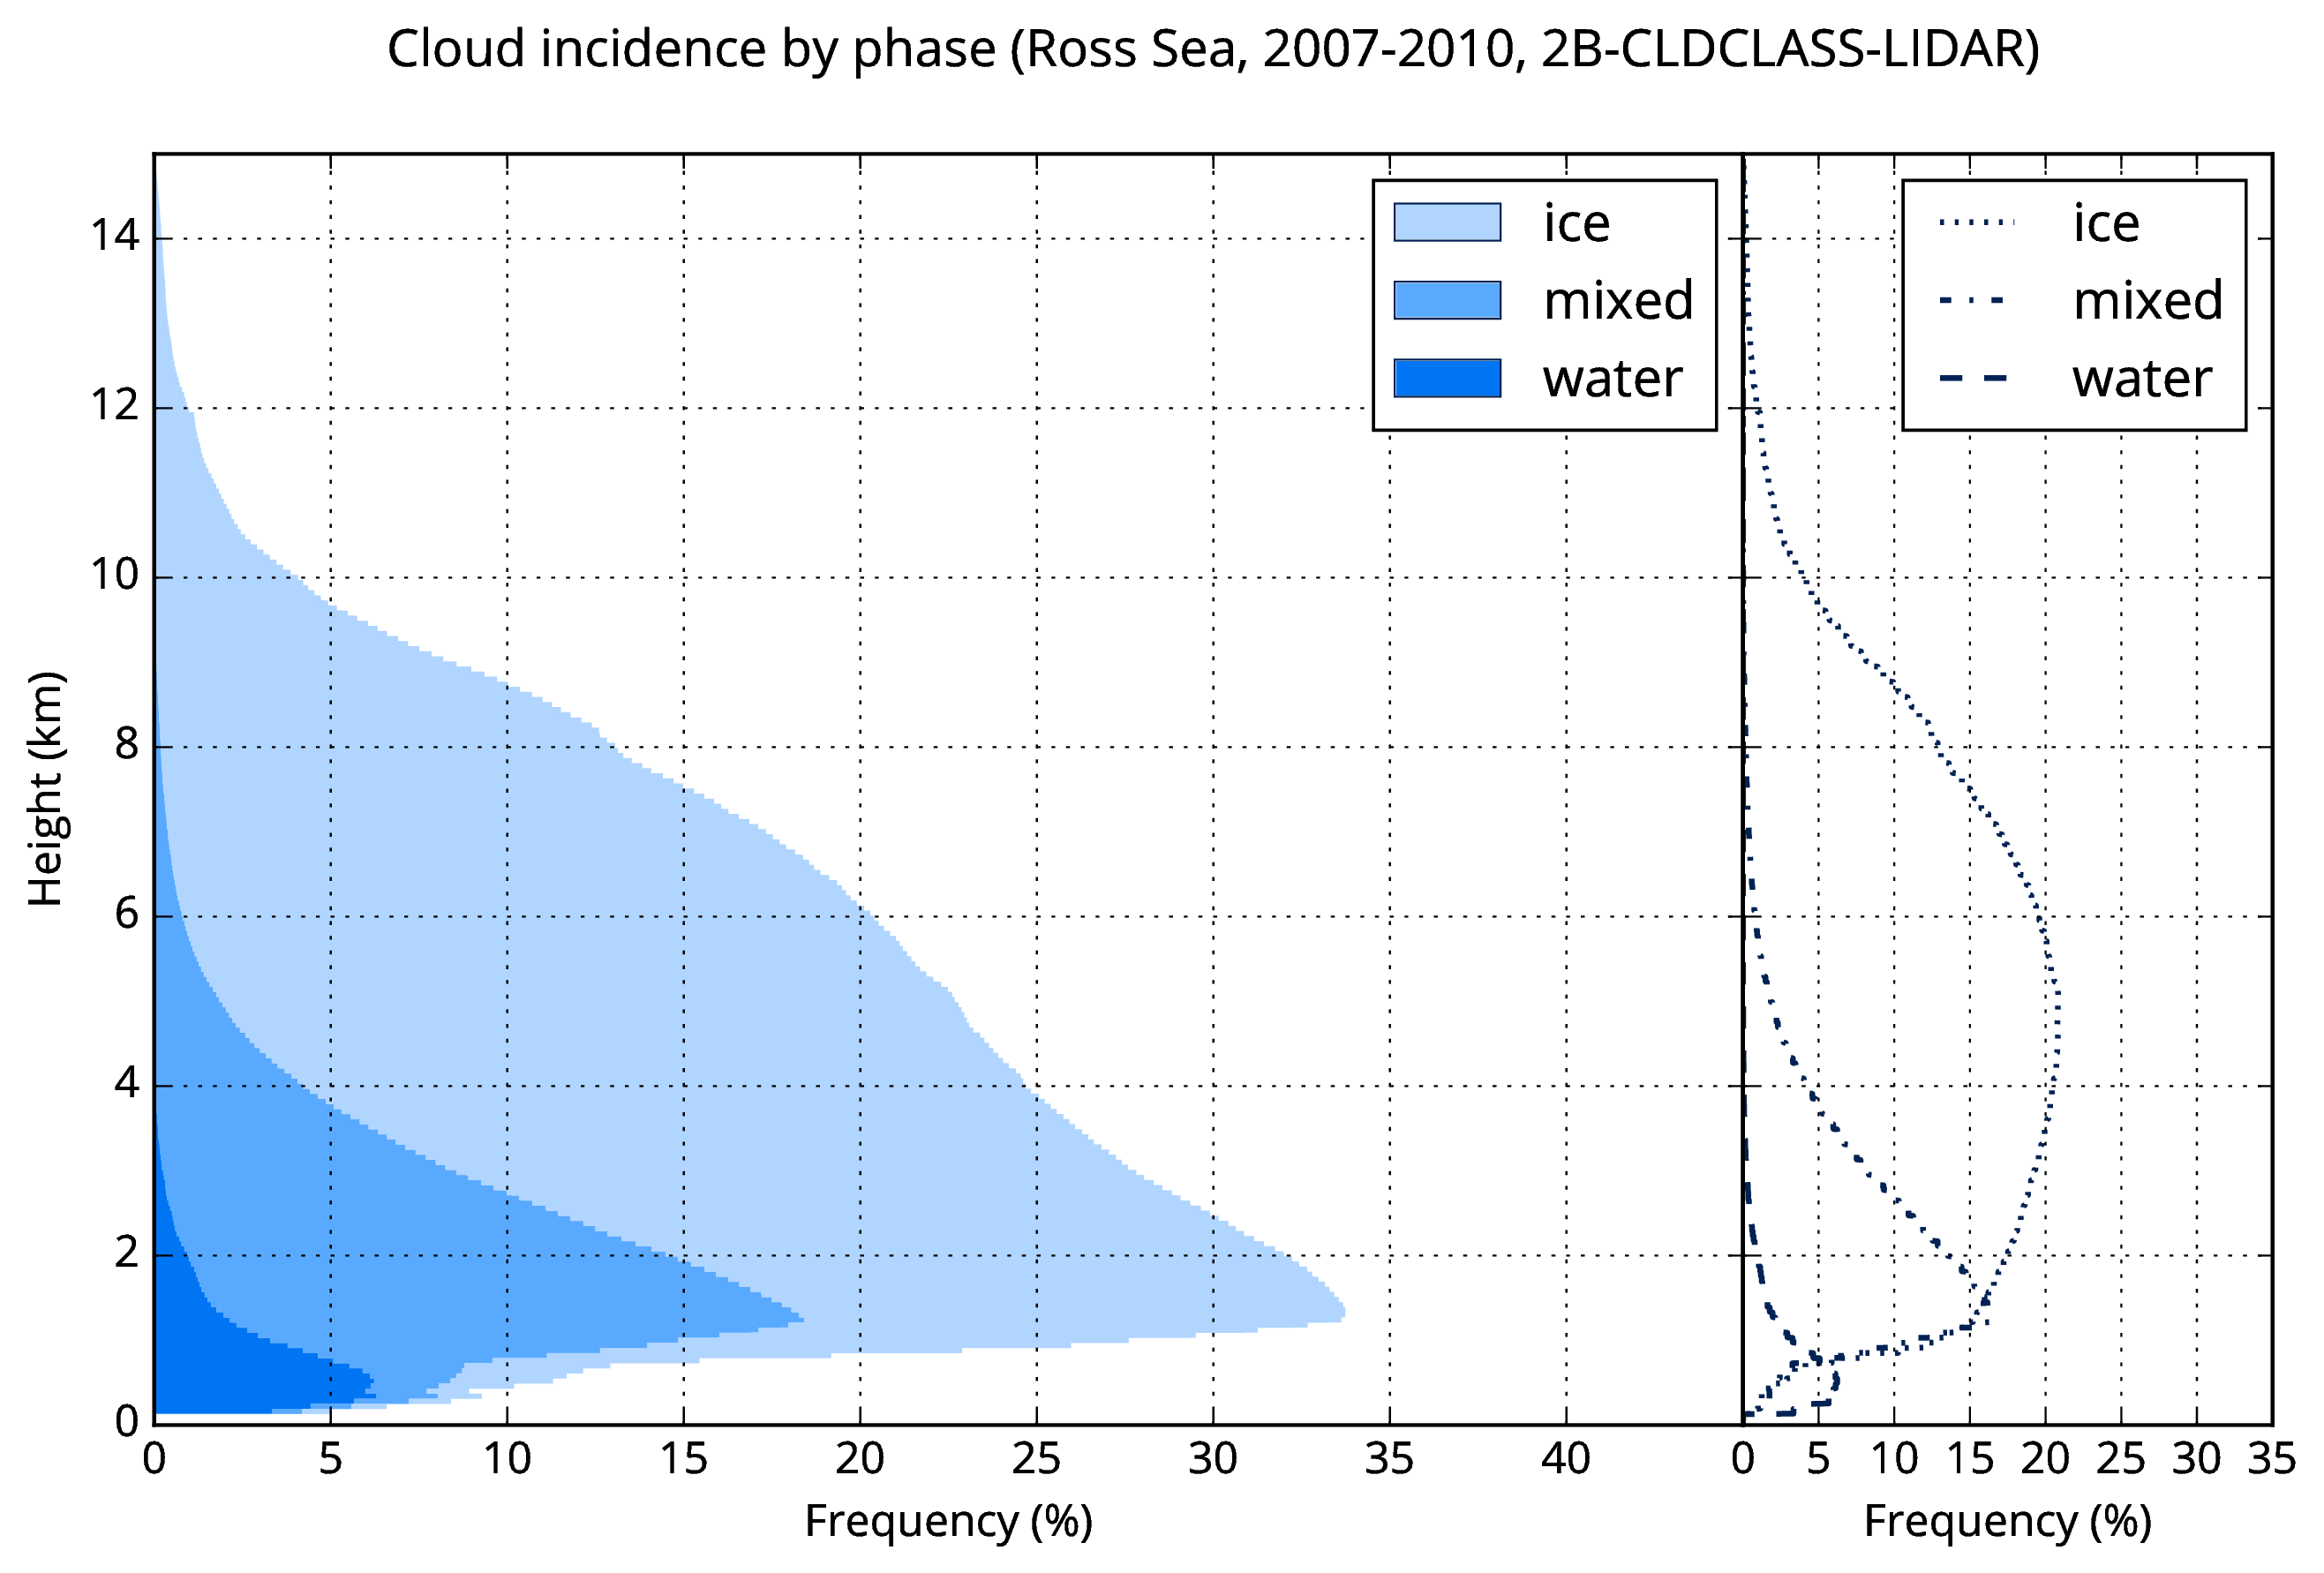 Cloud incidence by phase (Ross Sea, 2007-2010, 2B-CLDCLASS-LIDAR)
ice
mixed
water
ice
mixed
water
14
12
10
8
6
4
2
0
Height (km)
0 5 10 15 20 25 30 35 40
0 5 10 15 20 25 30 35
Frequency (%)
Frequency (%)